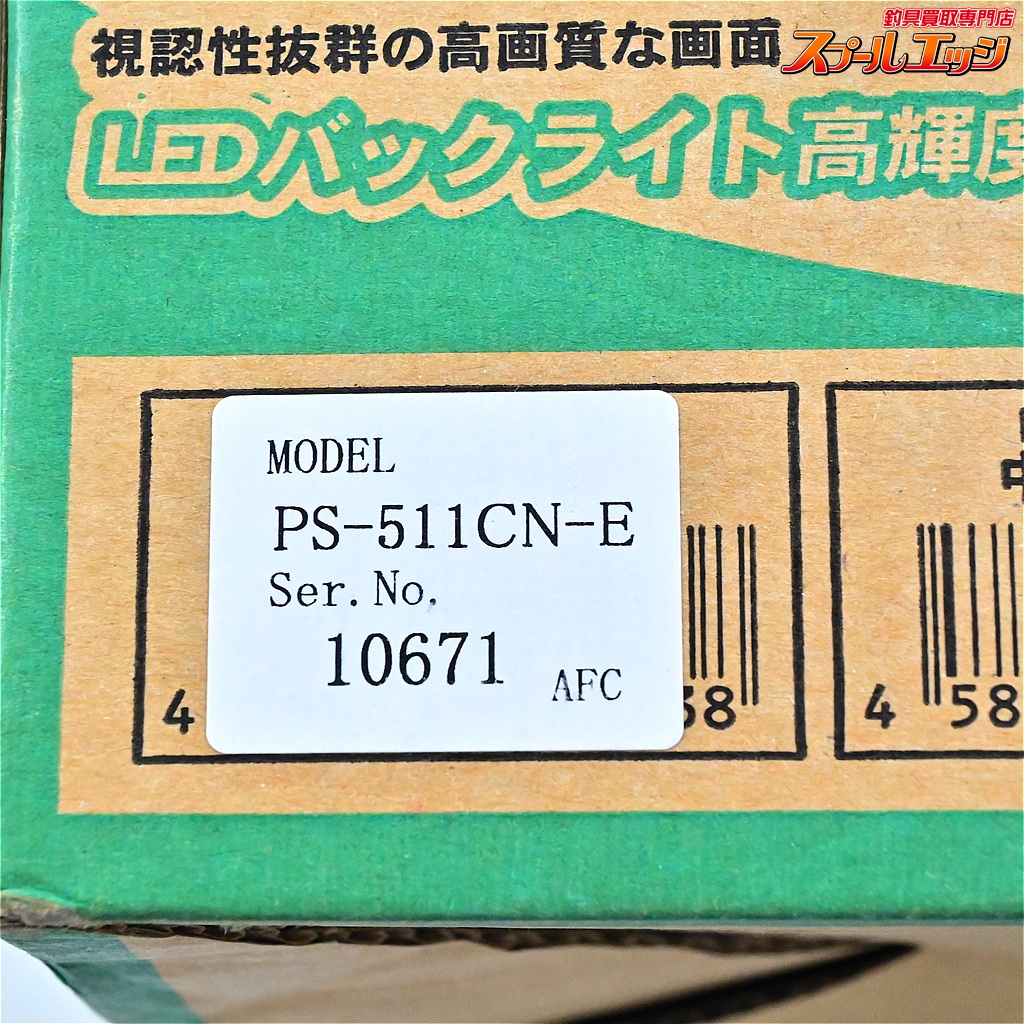 釣具買取専門店
スプールエッジ
視認性抜群の高画質な画面
LEDバックライト高輝度
MODEL
PS-511CN-E
Ser.No.
10671
AFC
4
38
4 58
中